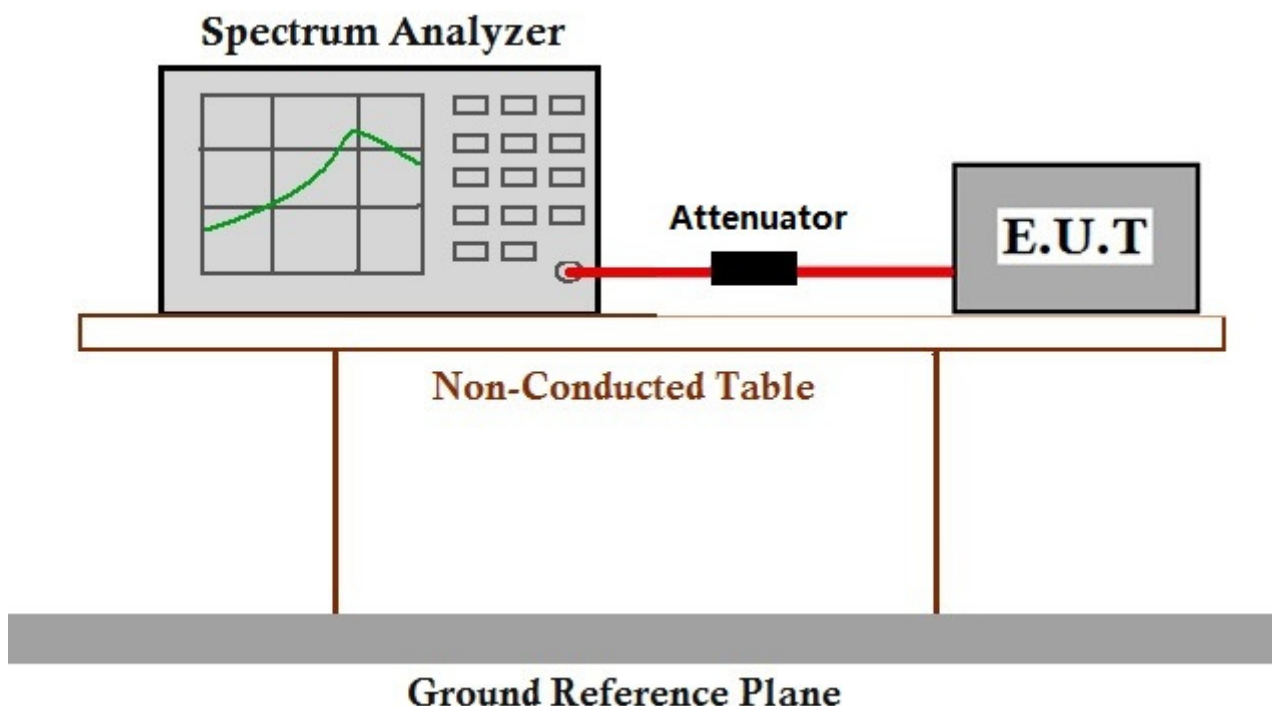 Spectrum Analyzer
Attenuator
E.U.T
Non-Conducted Table
Ground Reference Plane